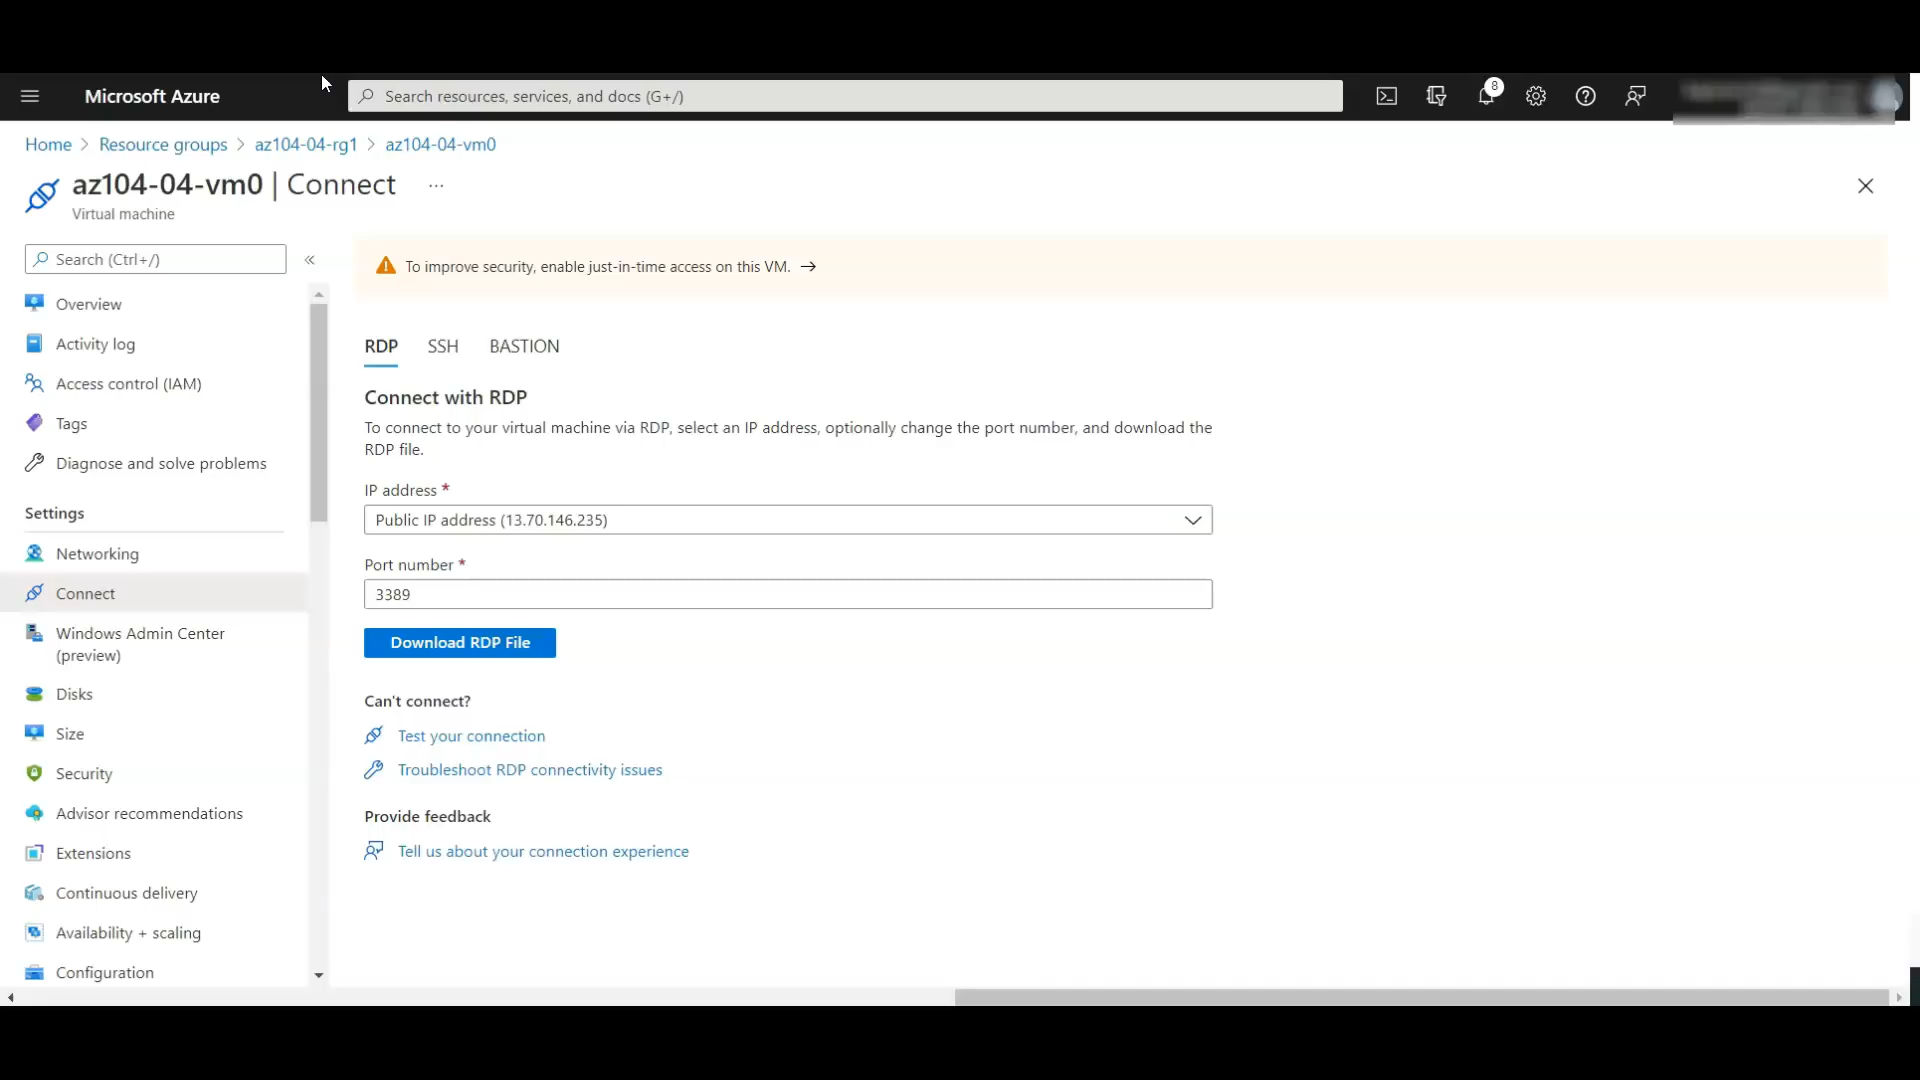 Microsoft Azure
Search resources, services, and docs (G+/)
8
Home > Resource groups > az104-04-rg1 > az104-04-vm0
az104-04-vm0 | Connect ...
Virtual machine
Search (Ctrl+/)
«
Overview
Activity log
Access control (IAM)
Tags
Diagnose and solve problems
Settings
Networking
Connect
Windows Admin Center
(preview)
Disks
Size
Security
Advisor recommendations
Extensions
Continuous delivery
Availability + scaling
Configuration
To improve security, enable just-in-time access on this VM. →
RDP SSH BASTION
Connect with RDP
To connect to your virtual machine via RDP, select an IP address, optionally change the port number, and download the
RDP file.
IP address *
Public IP address (13.70.146.235)
Port number *
3389
Download RDP File
Can't connect?
Test your connection
Troubleshoot RDP connectivity issues
Provide feedback
Tell us about your connection experience